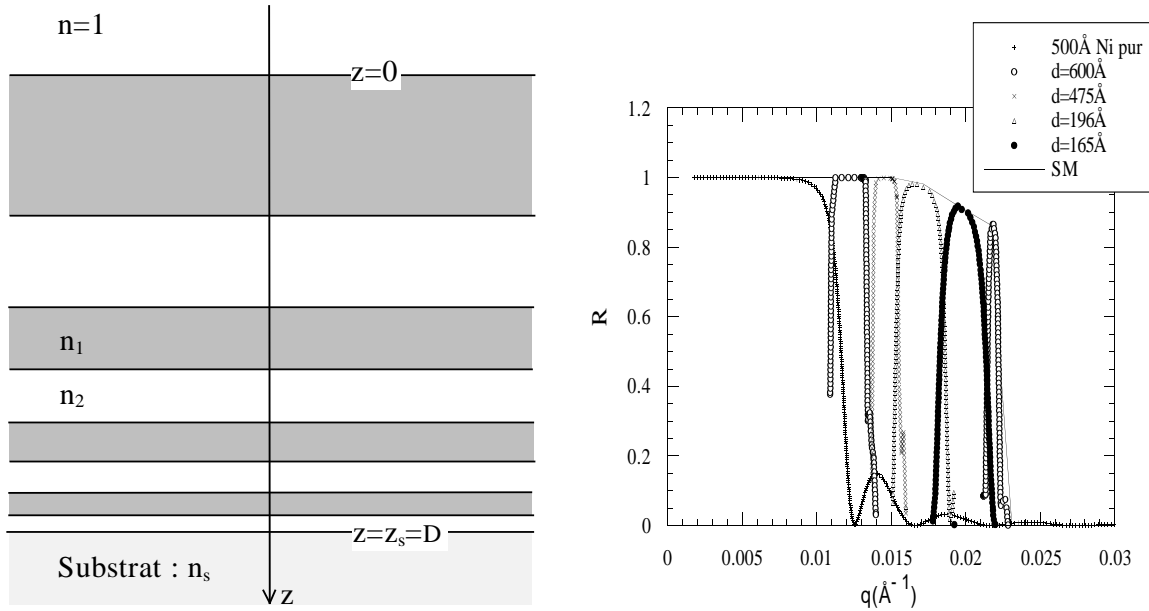 n=1
z=0
n₁
n₂
z=zₛ=D
Substrat : nₛ
z
500Å Ni pur
d=600Å
d=475Å
d=196Å
d=165Å
SM
1.2
1
0.8
0.6
0.4
0.2
0
R
0 0.005 0.01 0.015 0.02 0.025 0.03
q(Å⁻¹)